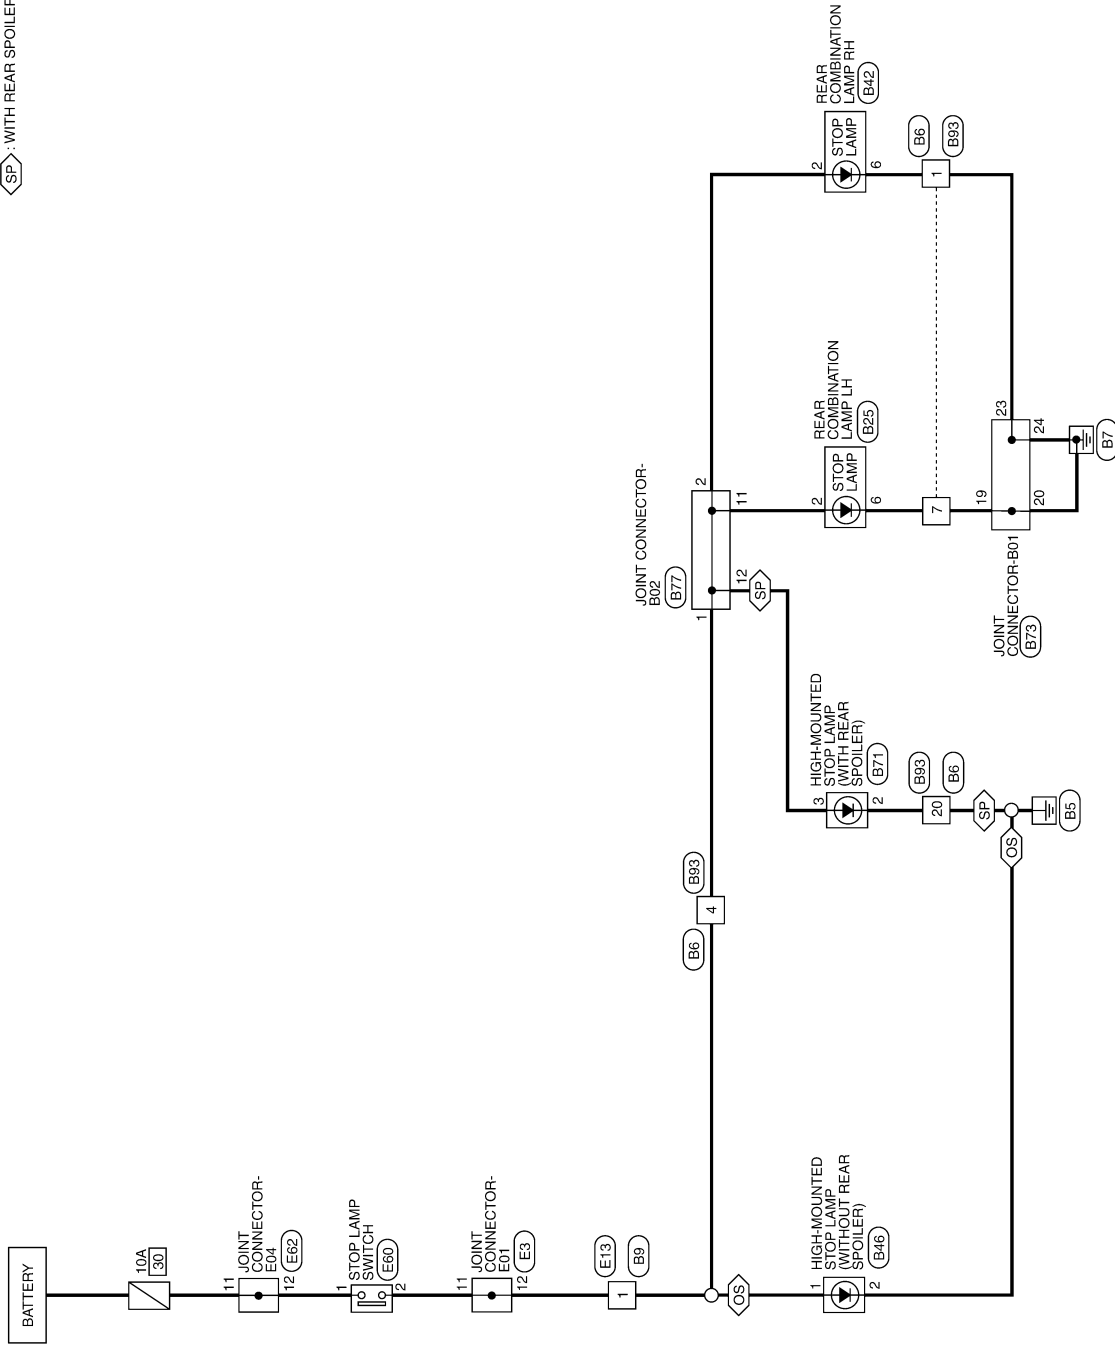 SP : WITH REAR SPOILER
BATTERY
10A
30
11
JOINT
CONNECTOR-
E04
E62
12
1
STOP LAMP
SWITCH
E60
2
11
JOINT
CONNECTOR-
E01
E3
12
E13
1
B9
OS
1
HIGH-MOUNTED
STOP LAMP
(WITHOUT REAR
SPOILER)
B46
2
B6
4
B93
1
JOINT CONNECTOR-
B02
B77
2
12
SP
11
3
HIGH-MOUNTED
STOP LAMP
(WITH REAR
SPOILER)
B71
2
B93
20
B6
SP
OS
B5
2
STOP
LAMP
REAR
COMBINATION
LAMP LH
B25
6
7
2
STOP
LAMP
REAR
COMBINATION
LAMP RH
B42
6
B6
1
B93
19
23
JOINT
CONNECTOR-B01
B73
20
24
B7